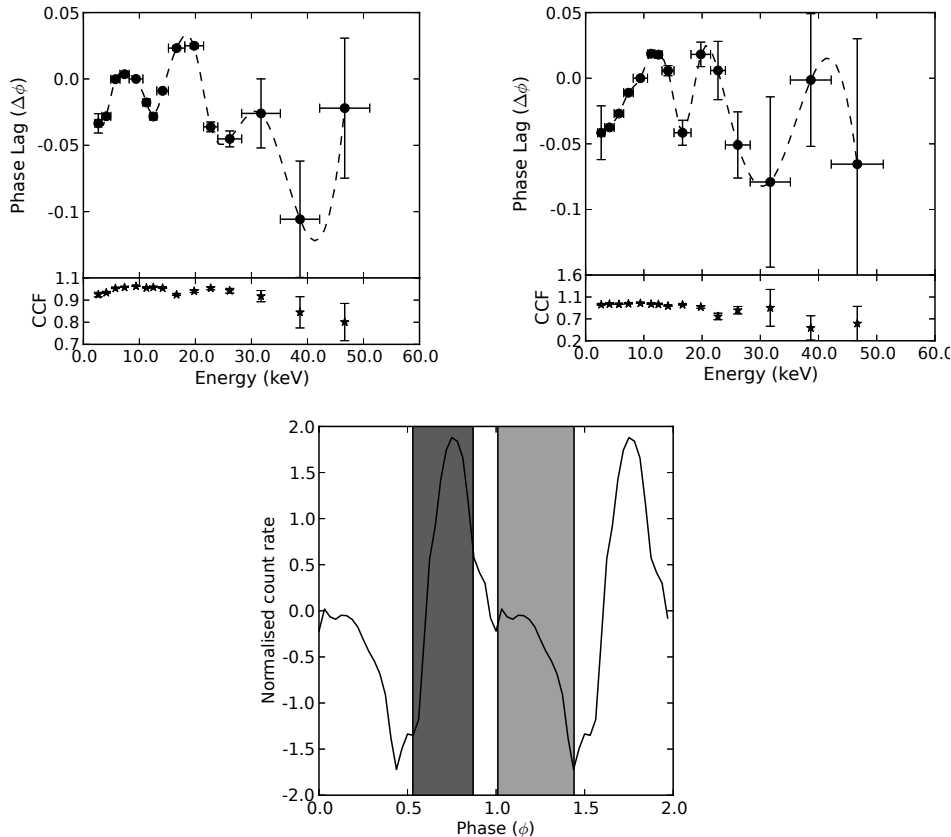 0.05
0.0
-0.05
-0.1
Phase Lag (Δφ)
1.1
0.9
0.8
0.7
CCF
0.0 10.0 20.0 30.0 40.0 50.0 60.0
Energy (keV)
0.05
0.0
-0.05
-0.1
Phase Lag (Δφ)
1.6
1.1
0.7
0.2
CCF
0.0 10.0 20.0 30.0 40.0 50.0 60.0
Energy (keV)
2.0
1.5
1.0
0.5
0.0
-0.5
-1.0
-1.5
-2.0
Normalised count rate
0.0 0.5 1.0 1.5 2.0
Phase (φ)